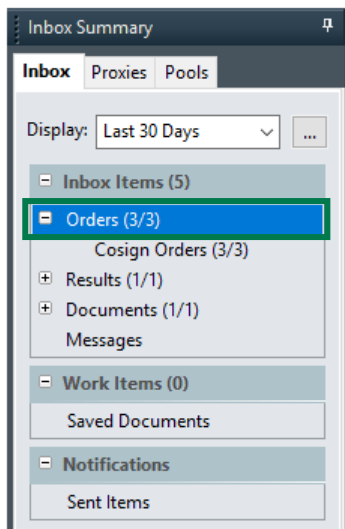 Inbox Summary
Inbox Proxies Pools
Display: Last 30 Days ...
Inbox Items (5)
Orders (3/3)
Cosign Orders (3/3)
Results (1/1)
Documents (1/1)
Messages
Work Items (0)
Saved Documents
Notifications
Sent Items